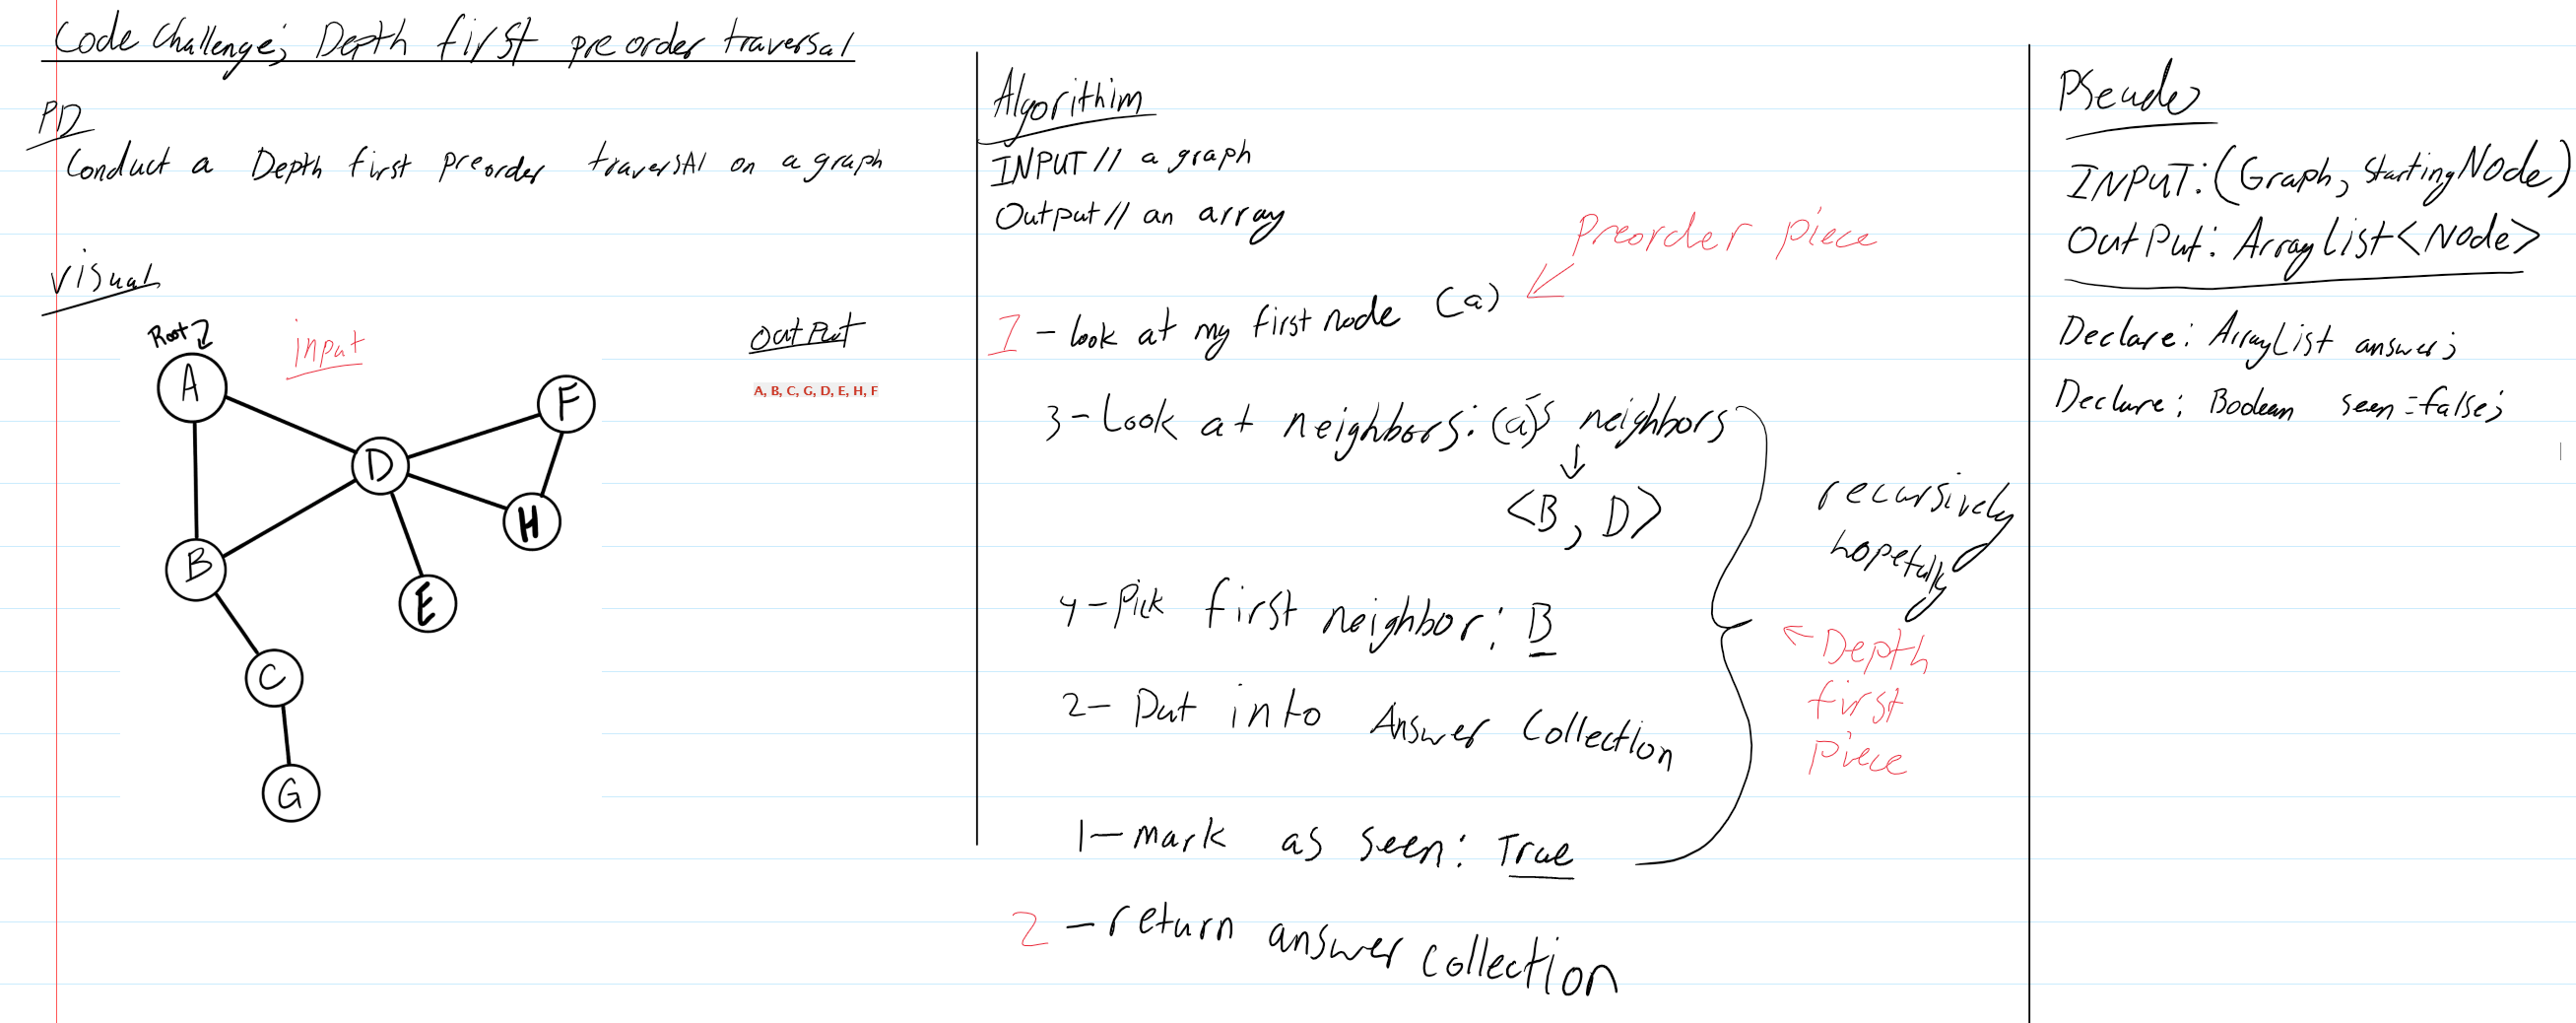 Code Challenge; Depth first preorder traversal
PD
Conduct a Depth first preorder traversAl on a graph
Visual
Root
input
output
A
F
A, B, C, G, D, E, H, F
D
H
B
E
C
G
Algorithim
INPUT// a graph
Output// an array
Preorder piece
1 - look at my first node (a)
3 - Look at neighbors: (a)'s neighbors
<B, D>
recursively
hopefully
4 - Pick first neighbor: B
Depth
first
piece
2 - Put into Answer Collection
1 - mark as seen: True
2 - return answer collection
Pseudo
INPUT: (Graph, StartingNode)
OutPut: ArrayList<Node>
Declare: ArrayList answer;
Declare; Boolean seen = false;